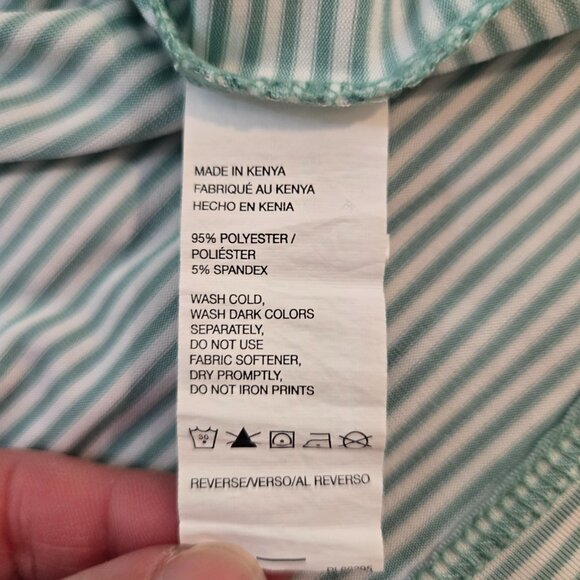 MADE IN KENYA
FABRIQUÉ AU KENYA
HECHO EN KENIA
95% POLYESTER /
POLIÉSTER
5% SPANDEX
WASH COLD,
WASH DARK COLORS
SEPARATELY,
DO NOT USE
FABRIC SOFTENER,
DRY PROMPTLY,
DO NOT IRON PRINTS
30
REVERSE/VERSO/AL REVERSO